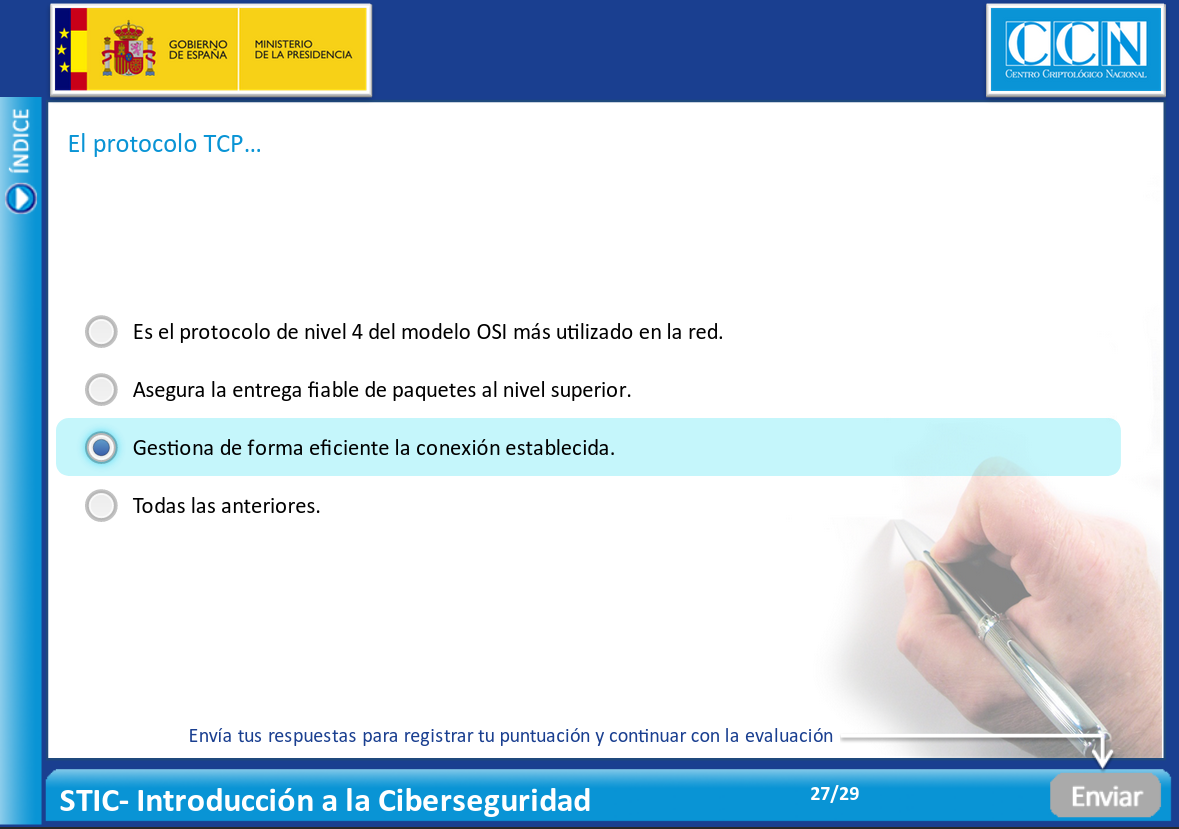 GOBIERNO
DE ESPAÑA
MINISTERIO
DE LA PRESIDENCIA
CCN
CENTRO CRIPTOLÓGICO NACIONAL
ÍNDICE
El protocolo TCP...
Es el protocolo de nivel 4 del modelo OSI más utilizado en la red.
Asegura la entrega fiable de paquetes al nivel superior.
Gestiona de forma eficiente la conexión establecida.
Todas las anteriores.
Envía tus respuestas para registrar tu puntuación y continuar con la evaluación
STIC- Introducción a la Ciberseguridad
27/29
Enviar